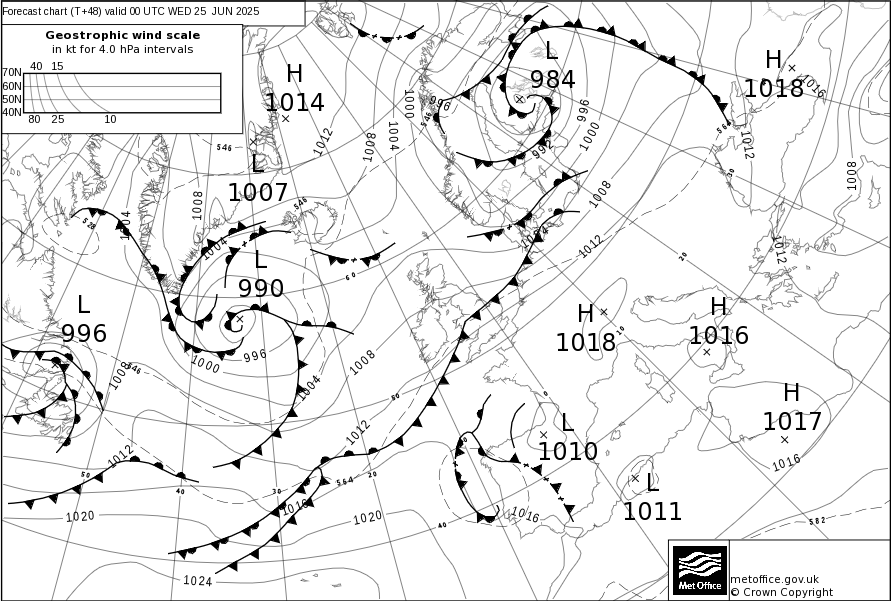 Forecast chart (T+48) valid 00 UTC WED 25 JUN 2025
Geostrophic wind scale
in kt for 4.0 hPa intervals
40 15
70N
60N
50N
40N
80 25 10
H
1014
L
1007
L
984
H
1018
L
990
L
996
H
1018
H
1016
H
1017
L
1010
L
1011
1012
1008
1004
1000
996
546
992
996
1000
1008
1012
1016
1012
1008
1012
564
546
1004
1008
1004
528
60
996
1000
1008
546
1004
1008
1012
1012
1004
20
30
10
0
50
50
40
30
20
564
1016
1020
1020
1024
40
40
1016
1016
582
546
Met Office
metoffice.gov.uk
© Crown Copyright